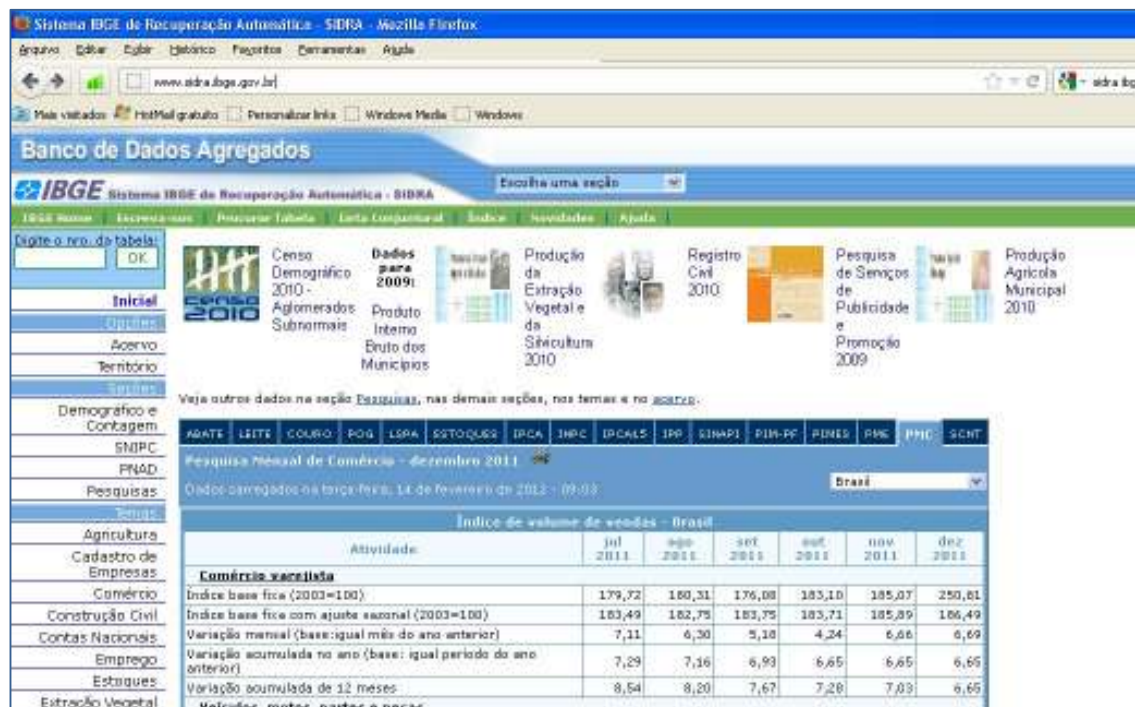 Sistema IBGE de Recuperação Automática - SIDRA - Mozilla Firefox
Arquivo Editar Exibir Histórico Favoritos Ferramentas Ajuda
www.sidra.ibge.gov.br
Mais visitados HotMail gratuito Personalizar links Windows Media Windows
Banco de Dados Agregados
IBGE Sistema IBGE de Recuperação Automática - SIDRA
Escolha uma seção
IBGE Home Escreva-nos Procurar Tabela Lista Conjuntural Índice Novidades Ajuda
Digite o nro. da tabela:
OK
Inicial
Opções
Acervo
Território
Seções
Demográfico e
Contagem
SNIPC
PNAD
Pesquisas
Temas
Agricultura
Cadastro de
Empresas
Comércio
Construção Civil
Contas Nacionais
Emprego
Estoques
Extração Vegetal
CENSO
2010
Censo
Demográfico
2010 -
Aglomerados
Subnormais
Dados
para
2009:
Produto
Interno
Bruto dos
Municípios
Produção
da
Extração
Vegetal e
da
Silvicultura
2010
Registro
Civil
2010
Pesquisa
de Serviços
de
Publicidade
e
Promoção
2009
Produção
Agrícola
Municipal
2010
Veja outros dados na seção Pesquisas, nas demais seções, nos temas e no acervo.
ABATE LEITE COURO POG LSPA ESTOQUES IPCA INPC IPCA15 IPP SINAPI PIM-PF PIMES PME PMC SCNT
Pesquisa Mensal de Comércio - dezembro 2011
Dados carregados na terça-feira, 14 de fevereiro de 2012 - 09:03
Brasil
Índice de volume de vendas - Brasil
Atividade jul 2011 ago 2011 set 2011 out 2011 nov 2011 dez 2011
Comércio varejista
Índice base fixa (2003=100) 179,72 180,31 176,08 183,10 185,07 250,81
Índice base fixa com ajuste sazonal (2003=100) 183,49 182,75 183,75 183,71 185,89 186,49
Variação mensal (base:igual mês do ano anterior) 7,11 6,30 5,18 4,24 6,66 6,69
Variação acumulada no ano (base: igual período do ano
anterior) 7,29 7,16 6,93 6,65 6,65 6,65
Variação acumulada de 12 meses 8,54 8,20 7,67 7,28 7,03 6,65
Veículos, motos, partes e peças